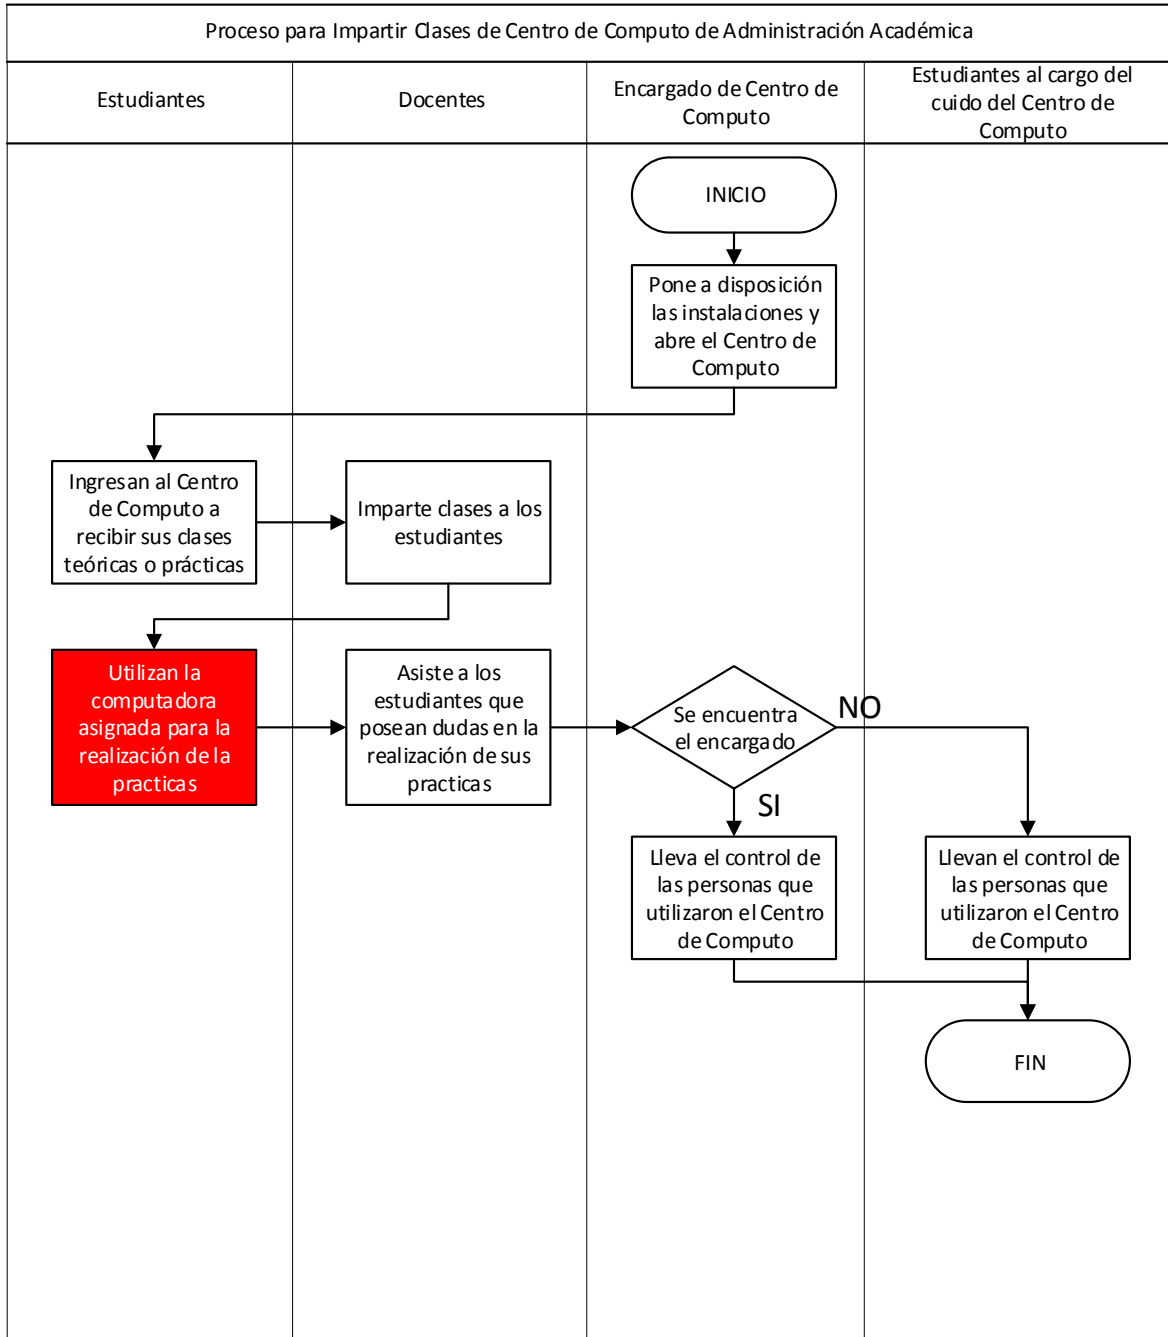 Proceso para Impartir Clases de Centro de Computo de Administración Académica
Estudiantes
Docentes
Encargado de Centro de
Computo
Estudiantes al cargo del
cuido del Centro de
Computo
INICIO
Pone a disposición
las instalaciones y
abre el Centro de
Computo
Ingresan al Centro
de Computo a
recibir sus clases
teóricas o prácticas
Imparte clases a los
estudiantes
Utilizan la
computadora
asignada para la
realización de la
practicas
Asiste a los
estudiantes que
posean dudas en la
realización de sus
practicas
Se encuentra
el encargado
NO
SI
Lleva el control de
las personas que
utilizaron el Centro
de Computo
Llevan el control de
las personas que
utilizaron el Centro
de Computo
FIN